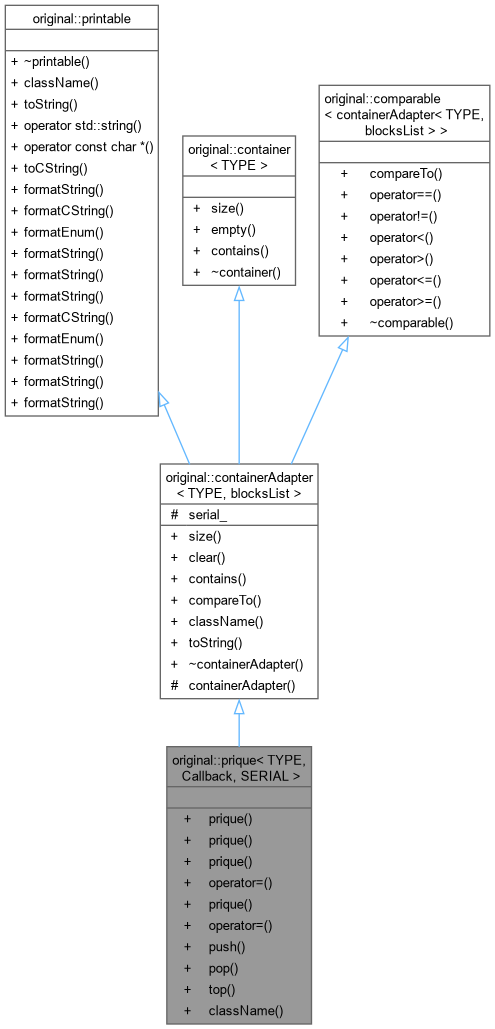 original::printable
+ ~printable()
+ className()
+ toString()
+ operator std::string()
+ operator const char *()
+ toCString()
+ formatString()
+ formatCString()
+ formatEnum()
+ formatString()
+ formatString()
+ formatString()
+ formatCString()
+ formatEnum()
+ formatString()
+ formatString()
+ formatString()
original::container
< TYPE >
+ size()
+ empty()
+ contains()
+ ~container()
original::comparable
< containerAdapter< TYPE,
blocksList > >
+ compareTo()
+ operator==()
+ operator!=()
+ operator<()
+ operator>()
+ operator<=()
+ operator>=()
+ ~comparable()
original::containerAdapter
< TYPE, blocksList >
# serial_
+ size()
+ clear()
+ contains()
+ compareTo()
+ className()
+ toString()
+ ~containerAdapter()
# containerAdapter()
original::prique< TYPE,
Callback, SERIAL >
+ prique()
+ prique()
+ prique()
+ operator=()
+ prique()
+ operator=()
+ push()
+ pop()
+ top()
+ className()